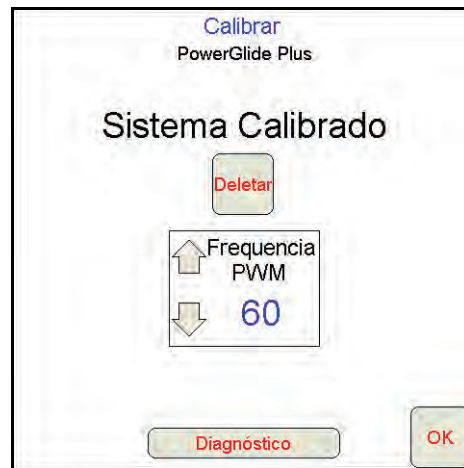 Calibrar
PowerGlide Plus
Sistema Calibrado
Deletar
Frequencia
PWM
60
Diagnóstico
OK